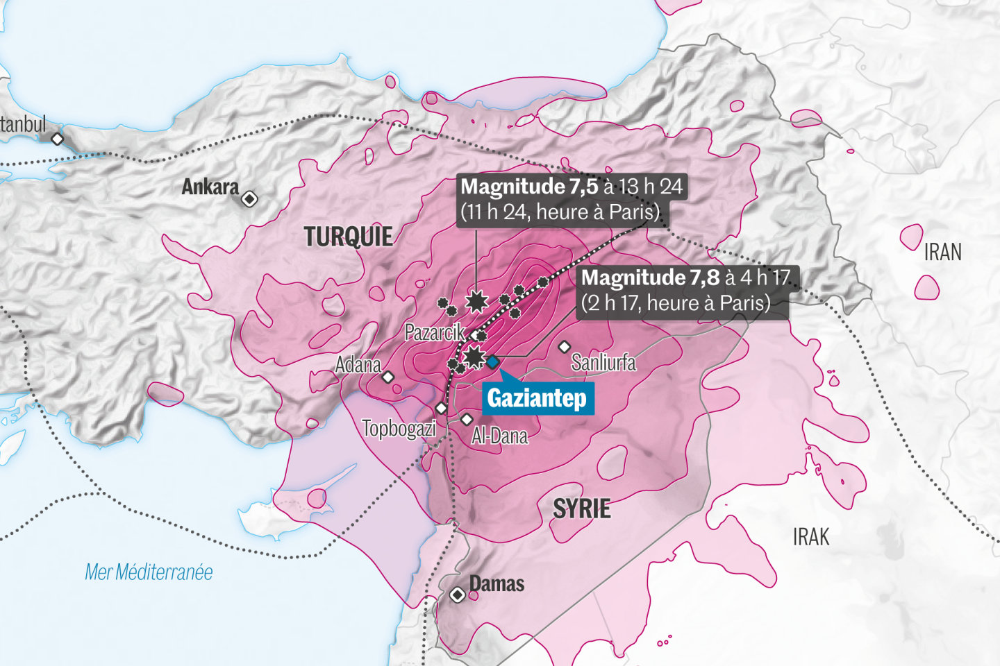 tanbul
Ankara
TURQUIE
Magnitude 7,5 à 13 h 24
(11 h 24, heure à Paris)
IRAN
Magnitude 7,8 à 4 h 17
(2 h 17, heure à Paris)
Pazarcik
Adana
Sanliurfa
Gaziantep
Topbogazi
Al-Dana
SYRIE
IRAK
Mer Méditerranée
Damas